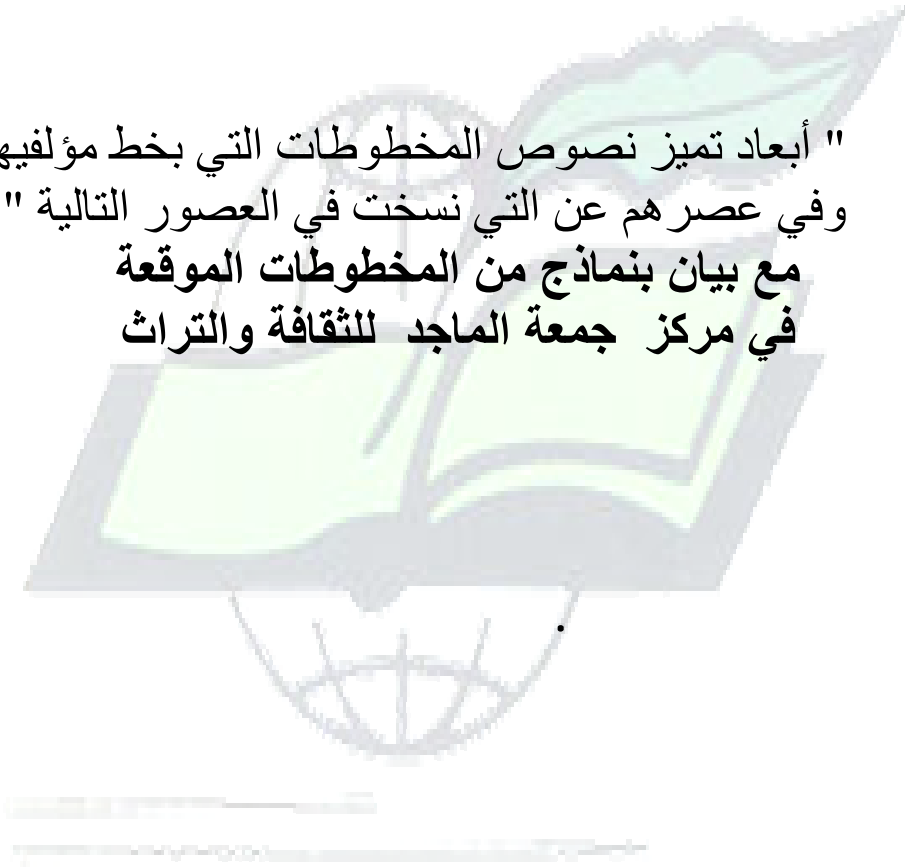 " أبعاد تميز نصوص المخطوطات التي بخط
وفي عصرهم عن التي نسخت في العصور التالية "
مع بيان بنماذج من المخطوطات الموقعة
في مركز جمعة الماجد للثقافة والتراث
.